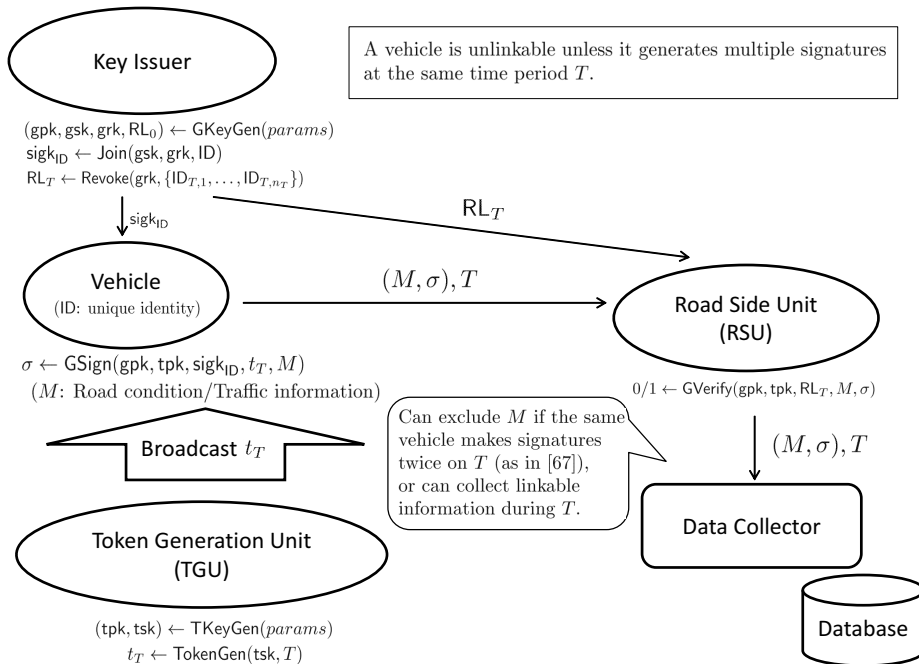 Key Issuer
A vehicle is unlinkable unless it generates multiple signatures
at the same time period T.
(gpk, gsk, grk, RL₀) ← GKeyGen(params)
sigk_ID ← Join(gsk, grk, ID)
RL_T ← Revoke(grk, {ID_{T,1}, . . . , ID_{T,n_T}})
sigk_ID
RL_T
Vehicle
(ID: unique identity)
(M, σ), T
Road Side Unit
(RSU)
σ ← GSign(gpk, tpk, sigk_ID, t_T, M)
(M: Road condition/Traffic information)
0/1 ← GVerify(gpk, tpk, RL_T, M, σ)
Broadcast t_T
Can exclude M if the same
vehicle makes signatures
twice on T (as in [67]),
or can collect linkable
information during T.
(M, σ), T
Data Collector
Token Generation Unit
(TGU)
(tpk, tsk) ← TKeyGen(params)
t_T ← TokenGen(tsk, T)
Database